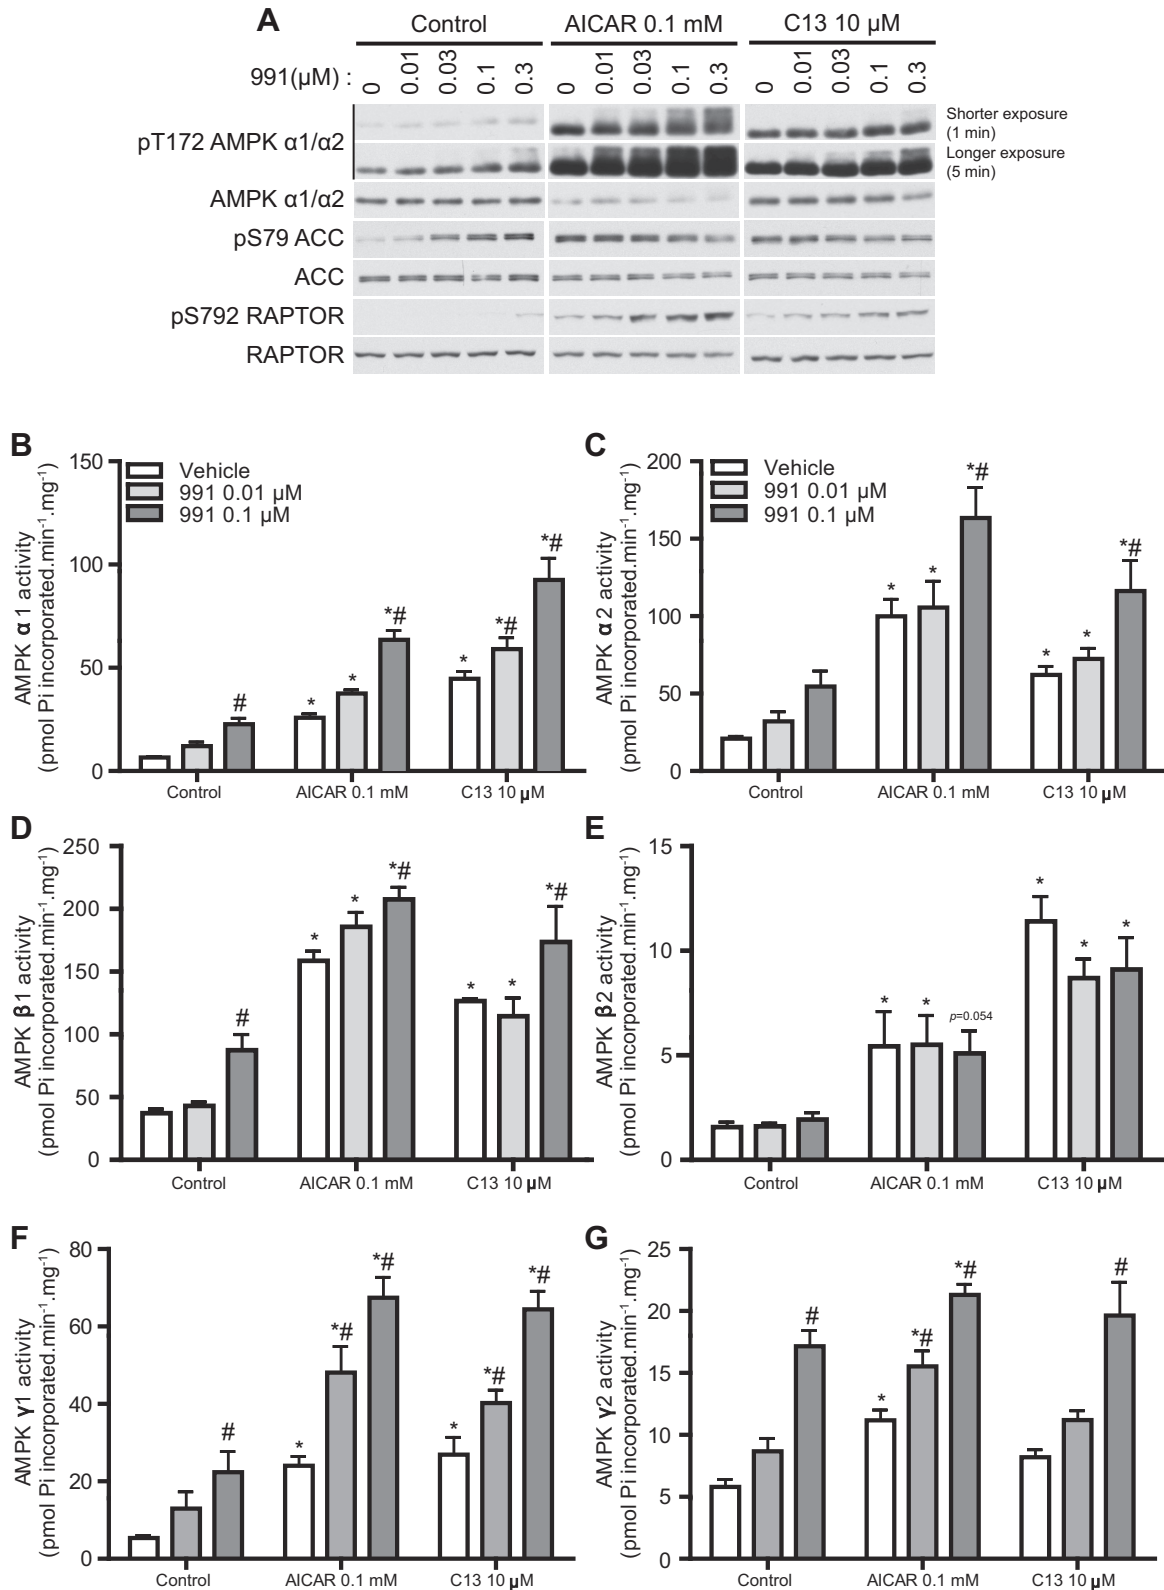 A
Control
AICAR 0.1 mM
C13 10 µM
991(µM) :
0 0.01 0.03 0.1 0.3 0 0.01 0.03 0.1 0.3 0 0.01 0.03 0.1 0.3
pT172 AMPK α1/α2
Shorter exposure
(1 min)
Longer exposure
(5 min)
AMPK α1/α2
pS79 ACC
ACC
pS792 RAPTOR
RAPTOR
B
AMPK α 1 activity
(pmol Pi incorporated.min-1.mg-1)
150
100
50
0
Vehicle
991 0.01 µM
991 0.1 µM
# * * *# * *# *#
Control AICAR 0.1 mM C13 10 µM
C
AMPK α 2 activity
(pmol Pi incorporated.min-1.mg-1)
200
150
100
50
0
Vehicle
991 0.01 µM
991 0.1 µM
* * *# * * *#
Control AICAR 0.1 mM C13 10 µM
D
AMPK β1 activity
(pmol Pi incorporated.min-1.mg-1)
250
200
150
100
50
0
# * * *# * * *#
Control AICAR 0.1 mM C13 10 µM
E
AMPK β2 activity
(pmol Pi incorporated.min-1.mg-1)
15
10
5
0
* * p=0.054 * * *
Control AICAR 0.1 mM C13 10 µM
F
AMPK γ1 activity
(pmol Pi incorporated.min-1.mg-1)
80
60
40
20
0
# * *# *# * *# *#
Control AICAR 0.1 mM C13 10 µM
G
AMPK γ2 activity
(pmol Pi incorporated.min-1.mg-1)
25
20
15
10
5
0
# * *# *# #
Control AICAR 0.1 mM C13 10 µM